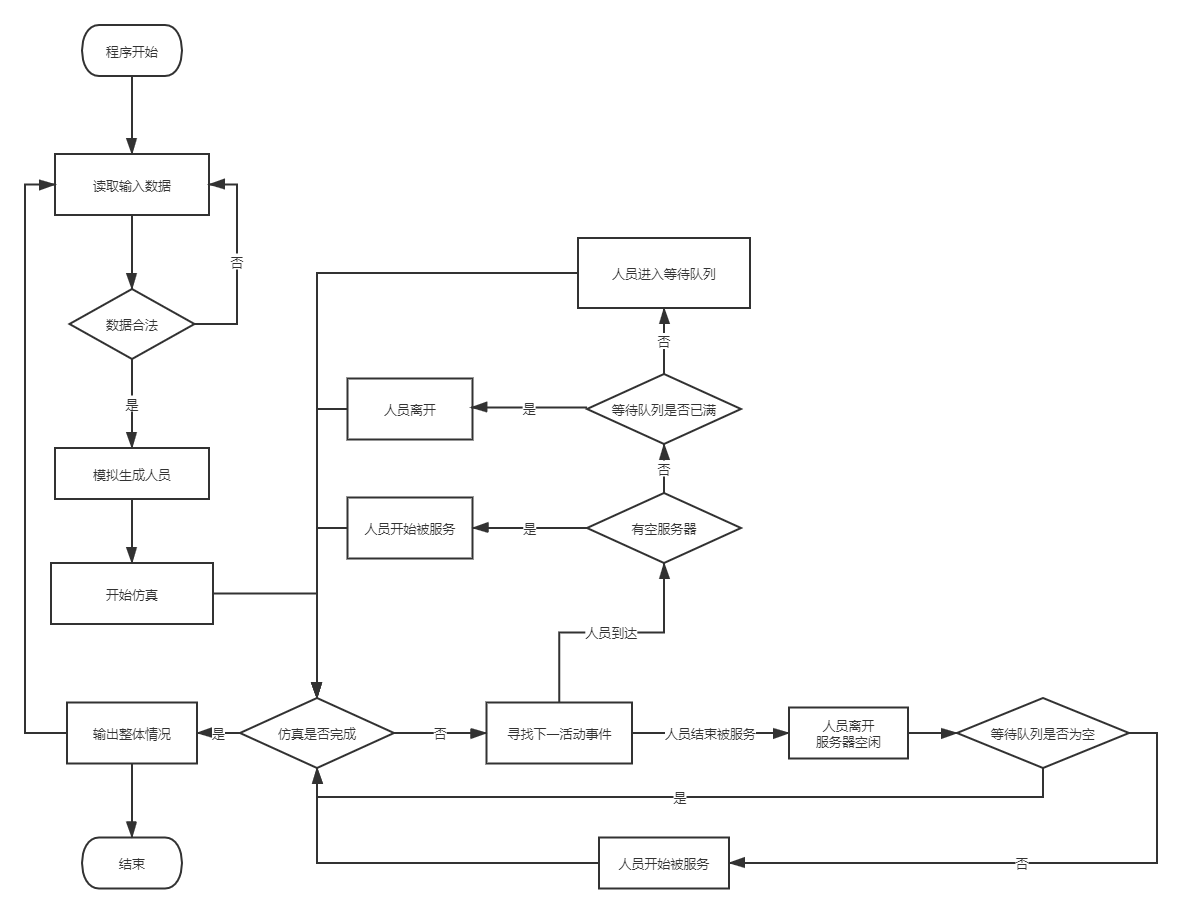 程序开始
读取输入数据
否
人员进入等待队列
数据合法
否
是
人员离开
是
等待队列是否已满
模拟生成人员
否
人员开始被服务
是
有空服务器
开始仿真
人员到达
输出整体情况
是
仿真是否完成
否
寻找下一活动事件
人员结束被服务
人员离开
服务器空闲
等待队列是否为空
是
结束
人员开始被服务
否